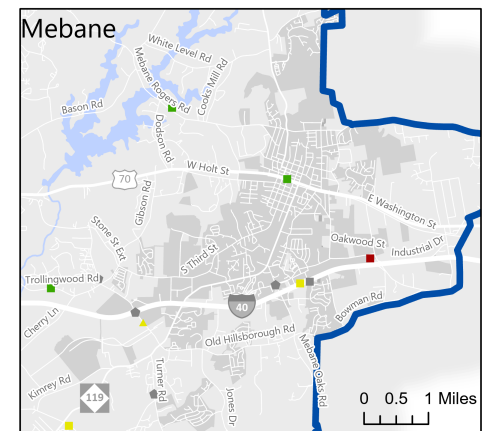 Mebane
White Level Rd
Mebane Rogers Rd
Cooks Mill Rd
Bason Rd
Dodson Rd
W Holt St
70
Gibson Rd
E Washington St
Stone St Ext
S Third St
Oakwood St
Industrial Dr
Trollingwood Rd
40
Bowman Rd
Cherry Ln
Old Hillsborough Rd
Mebane Oaks Rd
Kimrey Rd
Turner Rd
Jones Dr
119
0 0.5 1 Miles